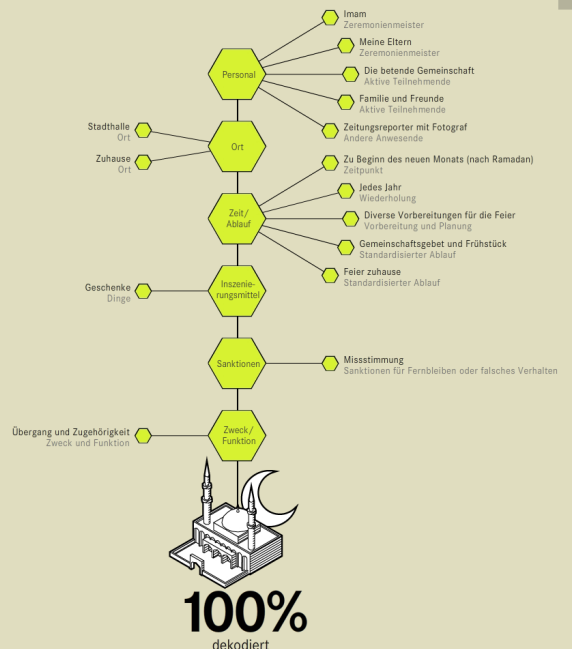 Personal
Imam
Zeremonienmeister
Meine Eltern
Zeremonienmeister
Die betende Gemeinschaft
Aktive Teilnehmende
Familie und Freunde
Aktive Teilnehmende
Zeitungsreporter mit Fotograf
Andere Anwesende
Ort
Stadthalle
Ort
Zuhause
Ort
Zeit/
Ablauf
Zu Beginn des neuen Monats (nach Ramadan)
Zeitpunkt
Jedes Jahr
Wiederholung
Diverse Vorbereitungen für die Feier
Vorbereitung und Planung
Gemeinschaftsgebet und Frühstück
Standardisierter Ablauf
Feier zuhause
Standardisierter Ablauf
Inszenie-
rungsmittel
Geschenke
Dinge
Sanktionen
Missstimmung
Sanktionen für Fernbleiben oder falsches Verhalten
Zweck/
Funktion
Übergang und Zugehörigkeit
Zweck und Funktion
100%
dekodiert